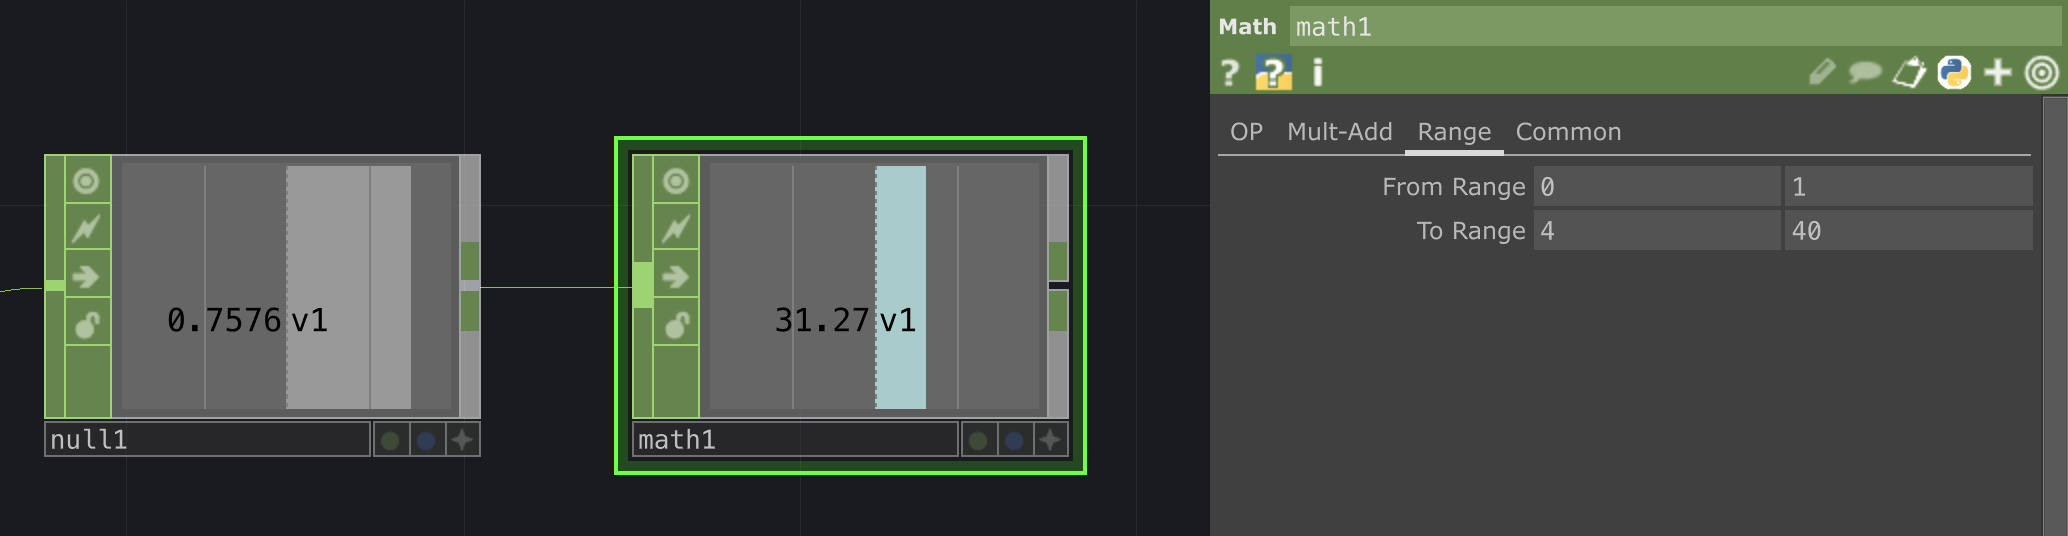 0.7576 v1
null1
31.27 v1
math1
Math math1
? ? i
OP Mult-Add Range Common
From Range 0 1
To Range 4 40